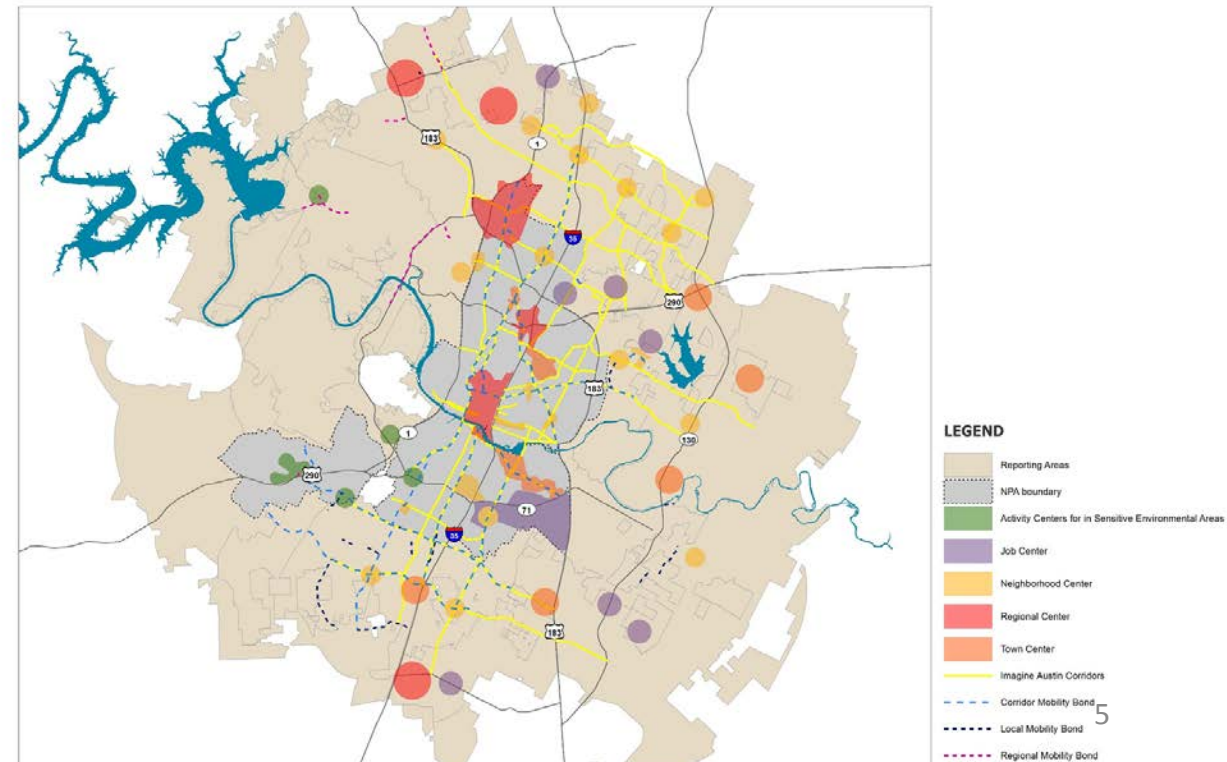 183
1
35
290
183
1
130
290
71
35
183
LEGEND
Reporting Areas
NPA boundary
Activity Centers for in Sensitive Environmental Areas
Job Center
Neighborhood Center
Regional Center
Town Center
Imagine Austin Corridors
Corridor Mobility Bond
5
Local Mobility Bond
Regional Mobility Bond